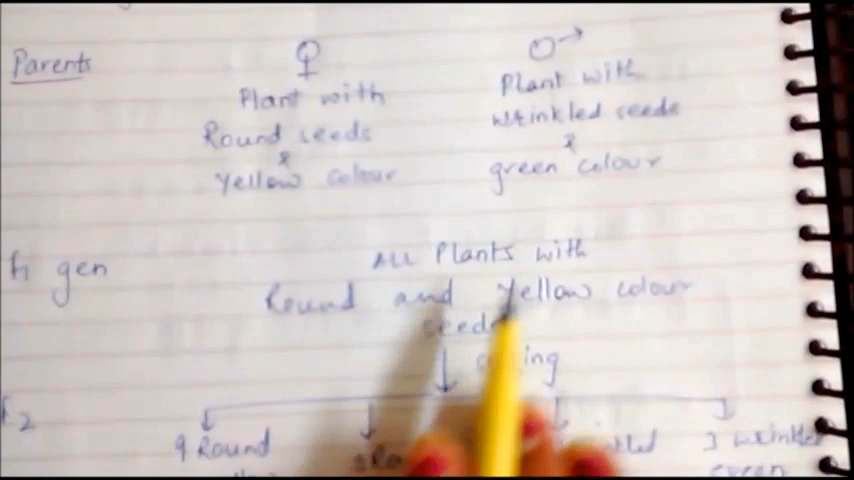 Parents
♀ ♂
Plant with
Round seeds
&
Yellow colour
Plant with
wrinkled seeds
&
green colour
F1 gen
ALL Plants with
Round and Yellow colour
seeds
F2
9 Round
wrinkled
green